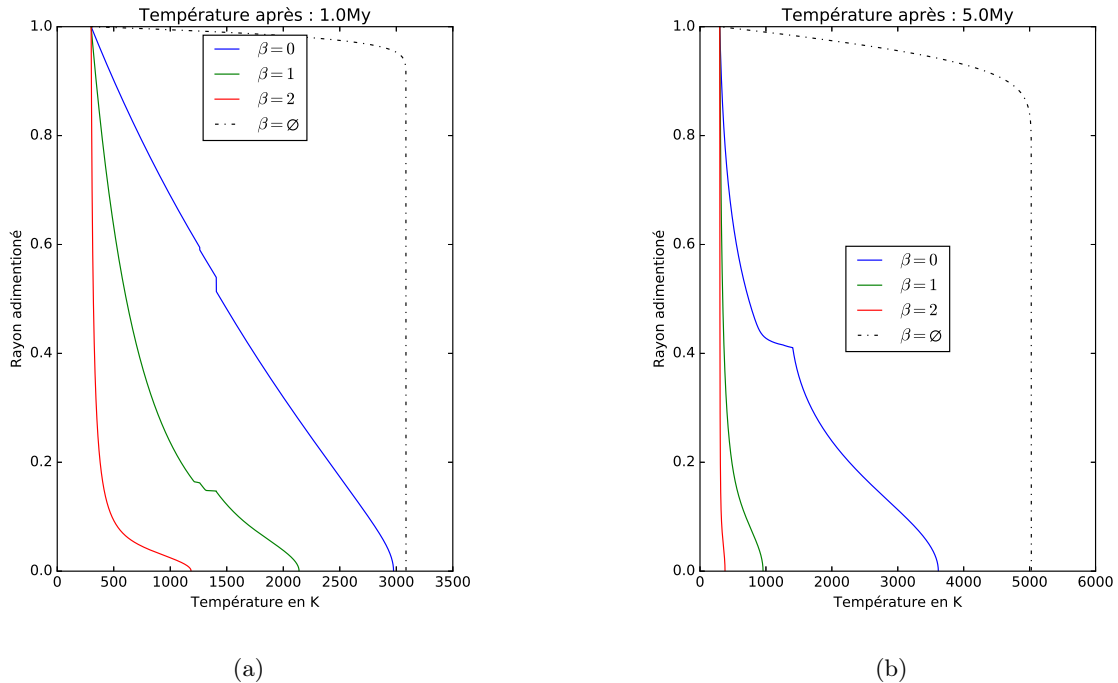 Température après : 1.0My
1.0
0.8
0.6
0.4
0.2
0.0
Rayon adimentioné
β = 0
β = 1
β = 2
β = ∅
0 500 1000 1500 2000 2500 3000 3500
Température en K
(a)
Température après : 5.0My
1.0
0.8
0.6
0.4
0.2
0.0
Rayon adimentioné
β = 0
β = 1
β = 2
β = ∅
0 1000 2000 3000 4000 5000 6000
Température en K
(b)